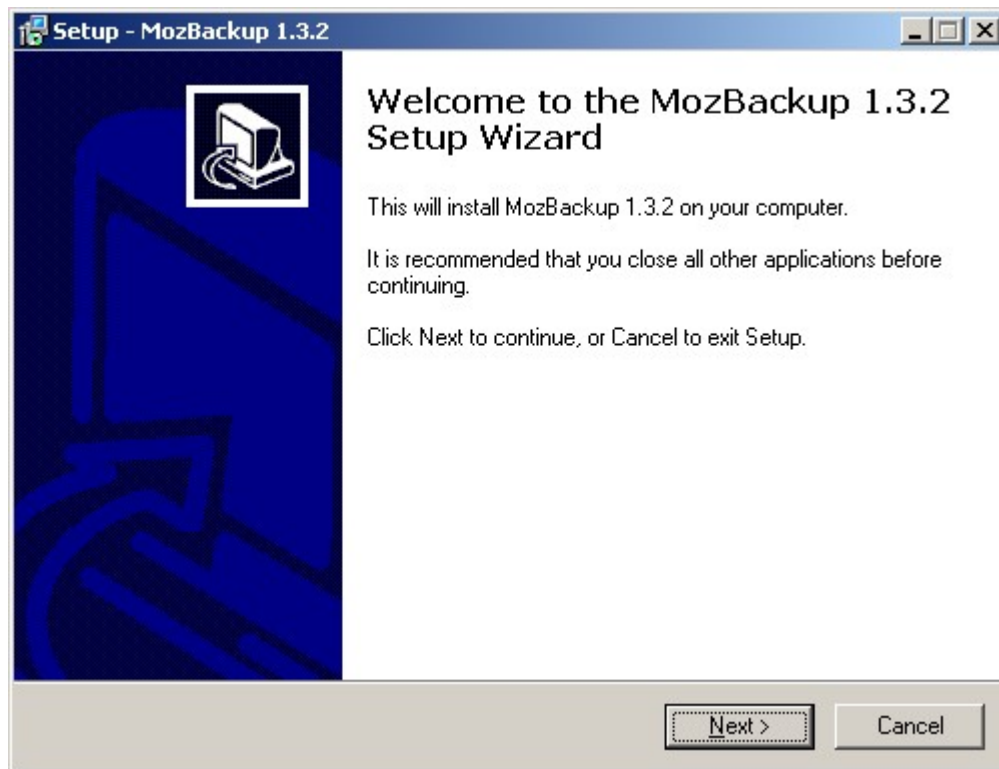 Setup - MozBackup 1.3.2
Welcome to the MozBackup 1.3.2
Setup Wizard
This will install MozBackup 1.3.2 on your computer.
It is recommended that you close all other applications before
continuing.
Click Next to continue, or Cancel to exit Setup.
Next >
Cancel